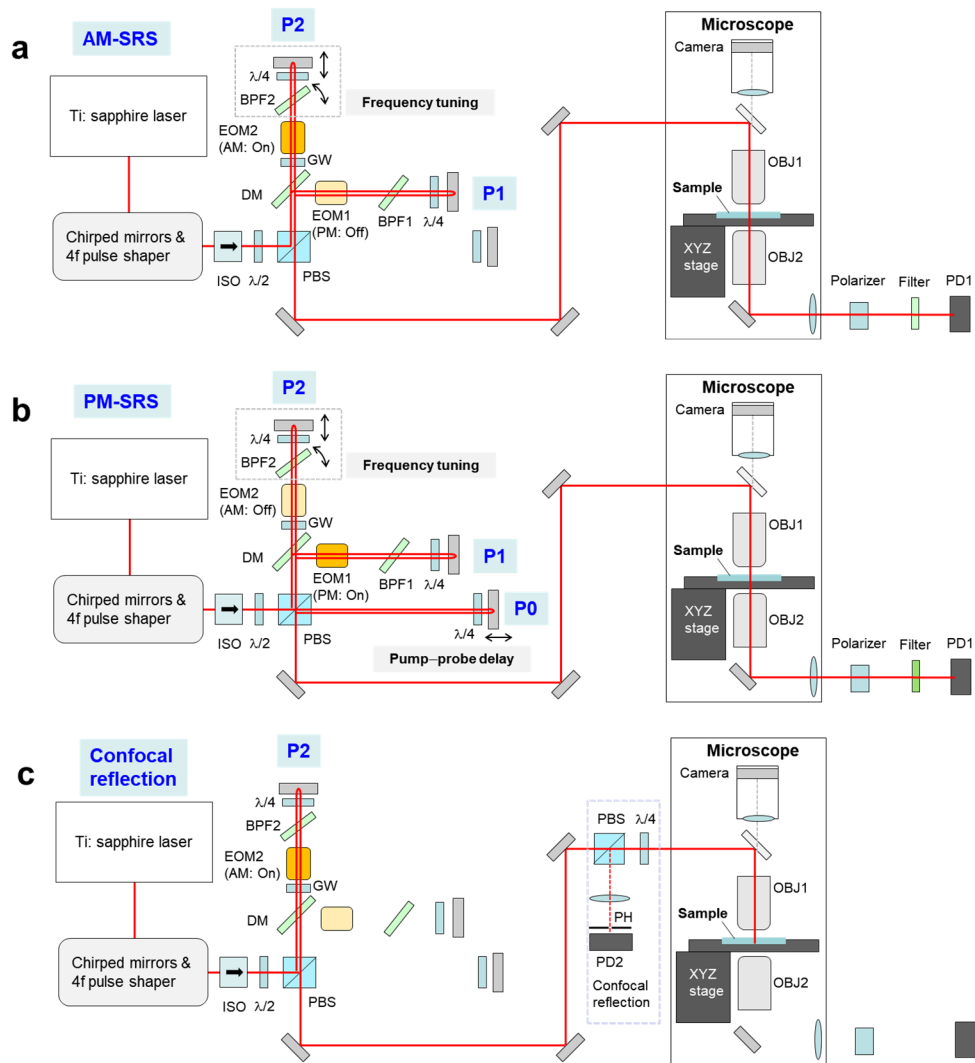 a
AM-SRS
P2
Microscope
Camera
λ/4
BPF2
Frequency tuning
Ti: sapphire laser
EOM2
(AM: On)
GW
OBJ1
DM
P1
Sample
EOM1
(PM: Off)
BPF1
λ/4
Chirped mirrors &
4f pulse shaper
ISO
λ/2
PBS
XYZ
stage
OBJ2
Polarizer
Filter
PD1
b
PM-SRS
P2
Microscope
Camera
λ/4
BPF2
Frequency tuning
Ti: sapphire laser
EOM2
(AM: Off)
GW
OBJ1
DM
P1
Sample
EOM1
(PM: On)
BPF1
λ/4
Chirped mirrors &
4f pulse shaper
P0
ISO
λ/2
PBS
λ/4
Pump–probe delay
XYZ
stage
OBJ2
Polarizer
Filter
PD1
c
Confocal
reflection
P2
Microscope
Camera
λ/4
BPF2
PBS
λ/4
Ti: sapphire laser
EOM2
(AM: On)
GW
OBJ1
DM
PH
Sample
PD2
Chirped mirrors &
4f pulse shaper
ISO
λ/2
PBS
Confocal
reflection
XYZ
stage
OBJ2